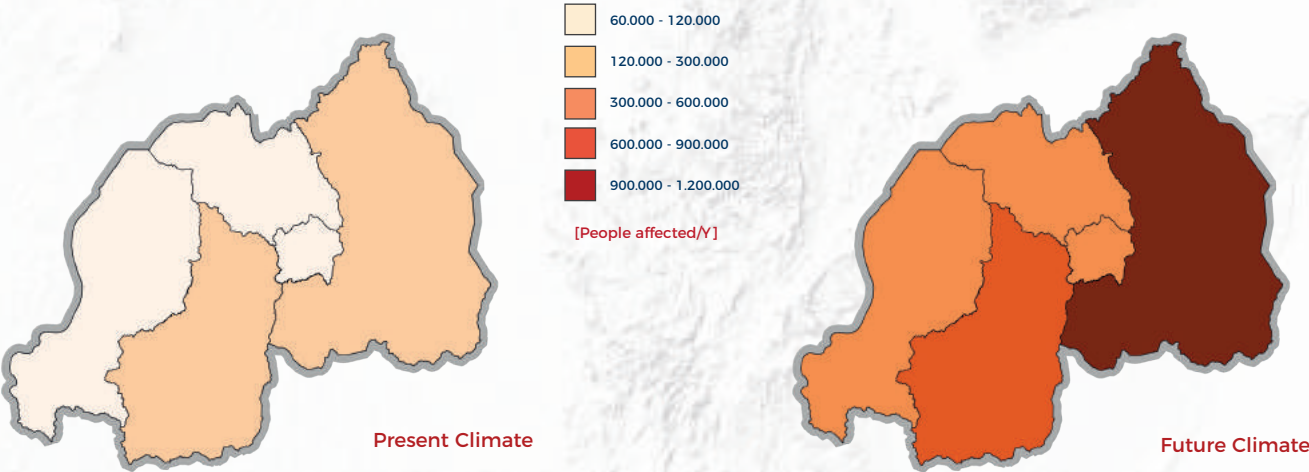 60.000 - 120.000
120.000 - 300.000
300.000 - 600.000
600.000 - 900.000
900.000 - 1.200.000
[People affected/Y]
Present Climate
Future Climate